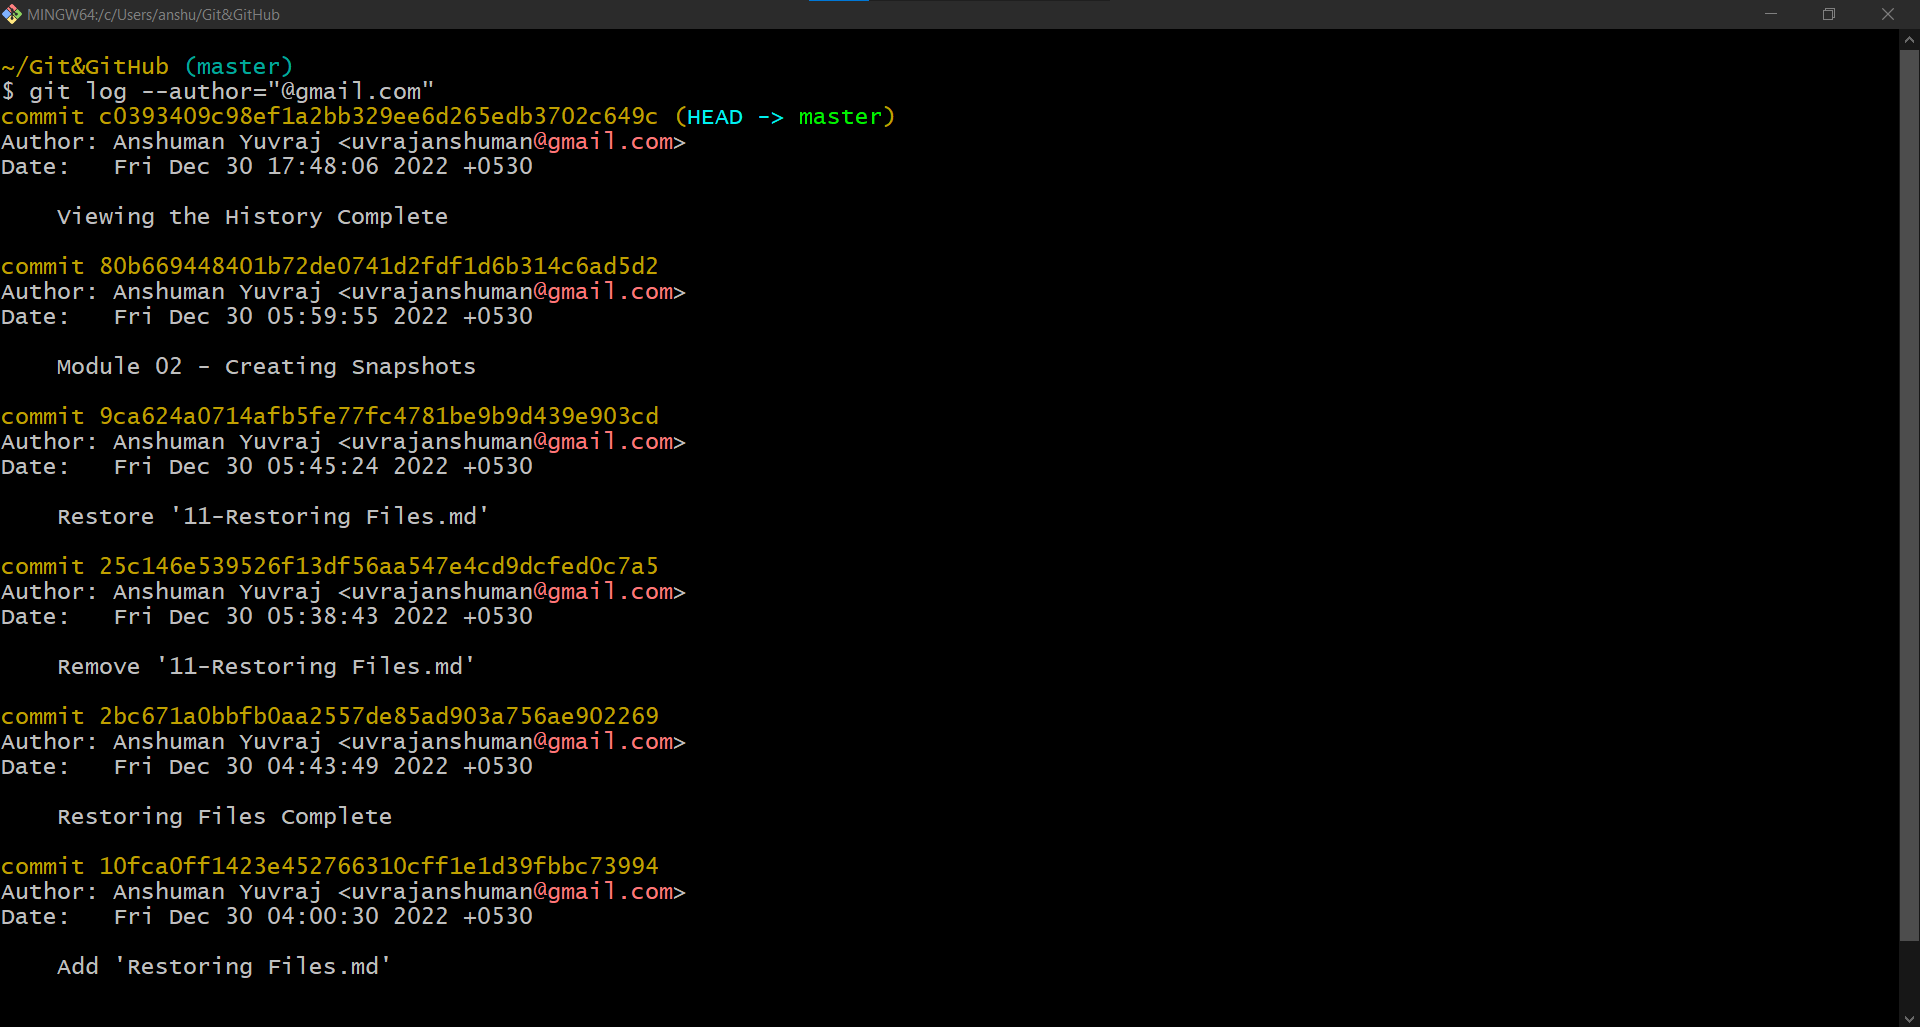 MINGW64:/c/Users/anshu/Git&GitHub
~/Git&GitHub (master)
$ git log --author="@gmail.com"
commit c0393409c98ef1a2bb329ee6d265edb3702c649c (HEAD -> master)
Author: Anshuman Yuvraj <uvrajanshuman@gmail.com>
Date:   Fri Dec 30 17:48:06 2022 +0530
Viewing the History Complete
commit 80b669448401b72de0741d2fdf1d6b314c6ad5d2
Author: Anshuman Yuvraj <uvrajanshuman@gmail.com>
Date:   Fri Dec 30 05:59:55 2022 +0530
Module 02 - Creating Snapshots
commit 9ca624a0714afb5fe77fc4781be9b9d439e903cd
Author: Anshuman Yuvraj <uvrajanshuman@gmail.com>
Date:   Fri Dec 30 05:45:24 2022 +0530
Restore '11-Restoring Files.md'
commit 25c146e539526f13df56aa547e4cd9dcfed0c7a5
Author: Anshuman Yuvraj <uvrajanshuman@gmail.com>
Date:   Fri Dec 30 05:38:43 2022 +0530
Remove '11-Restoring Files.md'
commit 2bc671a0bbfb0aa2557de85ad903a756ae902269
Author: Anshuman Yuvraj <uvrajanshuman@gmail.com>
Date:   Fri Dec 30 04:43:49 2022 +0530
Restoring Files Complete
commit 10fca0ff1423e452766310cff1e1d39fbbc73994
Author: Anshuman Yuvraj <uvrajanshuman@gmail.com>
Date:   Fri Dec 30 04:00:30 2022 +0530
Add 'Restoring Files.md'